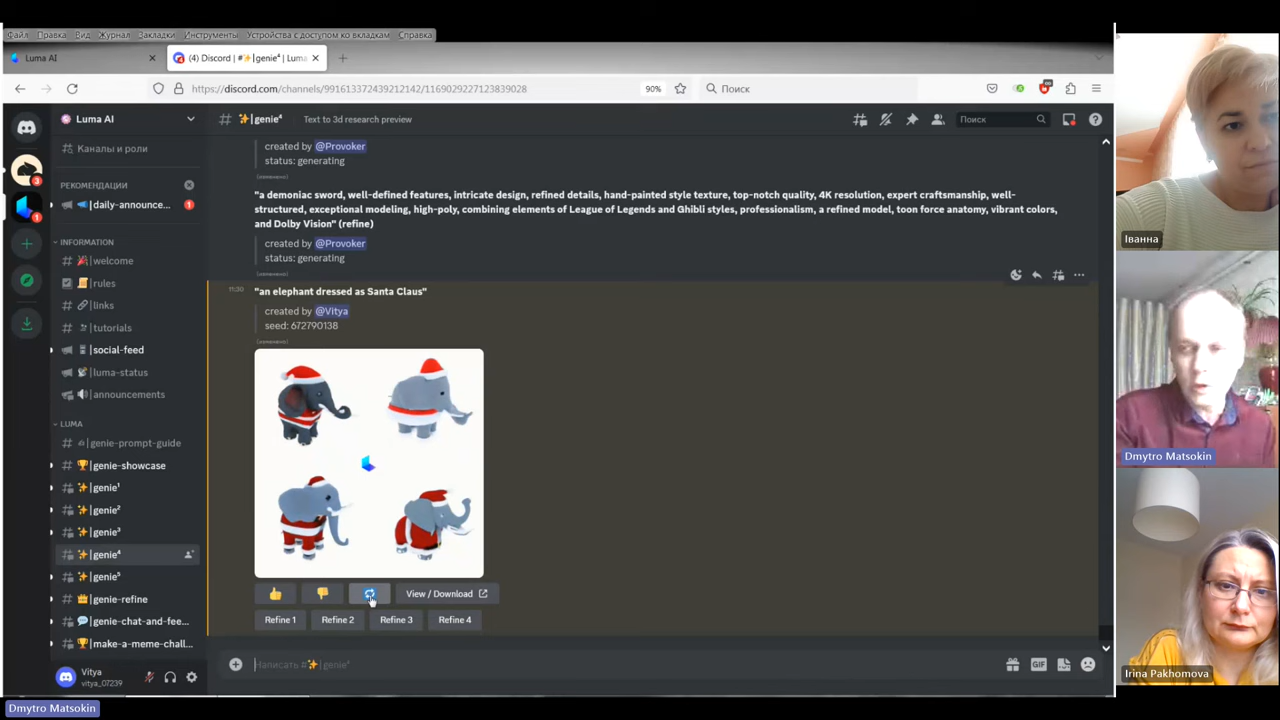 Файл Правка Вид Журнал Закладки Инструменты Устройства с доступом ко вкладкам Справка
Luma AI
(4) Discord | #✨|genie⁴ | Luma
https://discord.com/channels/991613372439212142/1169029227123839028
90%
Поиск
Luma AI
# ✨|genie⁴ Text to 3d research preview
Поиск
Каналы и роли
РЕКОМЕНДАЦИИ
daily-announce...
1
INFORMATION
welcome
rules
links
tutorials
social-feed
luma-status
announcements
LUMA
genie-prompt-guide
genie-showcase
genie¹
genie²
genie³
genie⁴
genie⁵
genie-refine
genie-chat-and-fee...
make-a-meme-chall...
Vitya
vitya_07239
3
1
created by @Provoker
status: generating
(изменено)
"a demoniac sword, well-defined features, intricate design, refined details, hand-painted style texture, top-notch quality, 4K resolution, expert craftsmanship, well-
structured, exceptional modeling, high-poly, combining elements of League of Legends and Ghibli styles, professionalism, a refined model, toon force anatomy, vibrant colors,
and Dolby Vision" (refine)
created by @Provoker
status: generating
(изменено)
11:30 "an elephant dressed as Santa Claus"
created by @Vitya
seed: 672790138
(изменено)
View / Download
Refine 1 Refine 2 Refine 3 Refine 4
Написать #✨|genie⁴
GIF
Іванна
Dmytro Matsokin
Irina Pakhomova
Dmytro Matsokin